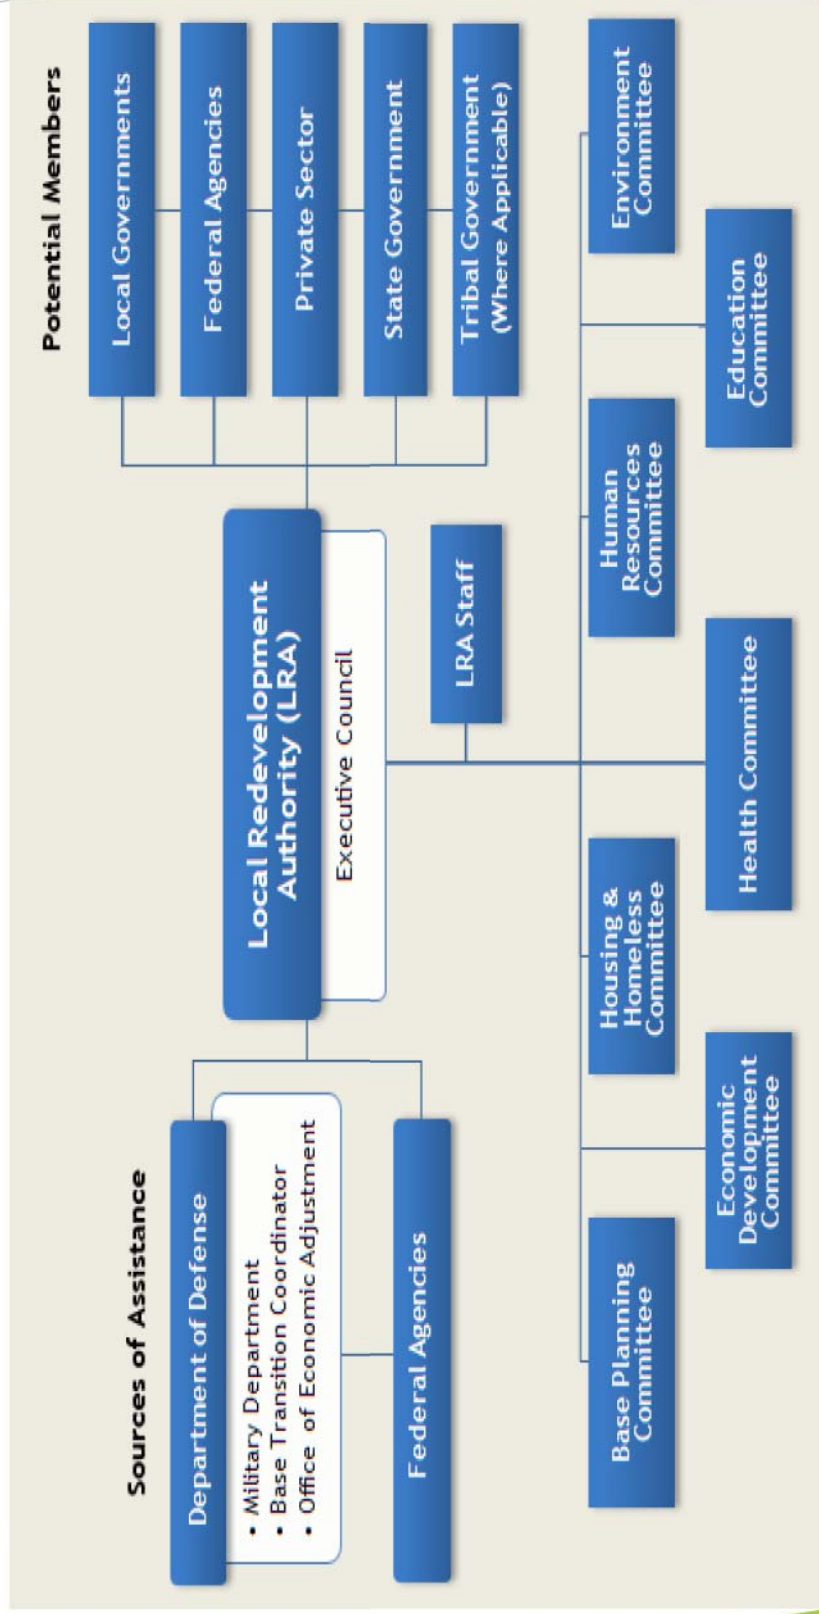 Sources of Assistance
Department of Defense
• Military Department
• Base Transition Coordinator
• Office of Economic Adjustment
Federal Agencies
Local Redevelopment
Authority (LRA)
Executive Council
LRA Staff
Potential Members
Local Governments
Federal Agencies
Private Sector
State Government
Tribal Government
(Where Applicable)
Base Planning
Committee
Economic
Development
Committee
Housing &
Homeless
Committee
Health Committee
Human
Resources
Committee
Education
Committee
Environment
Committee